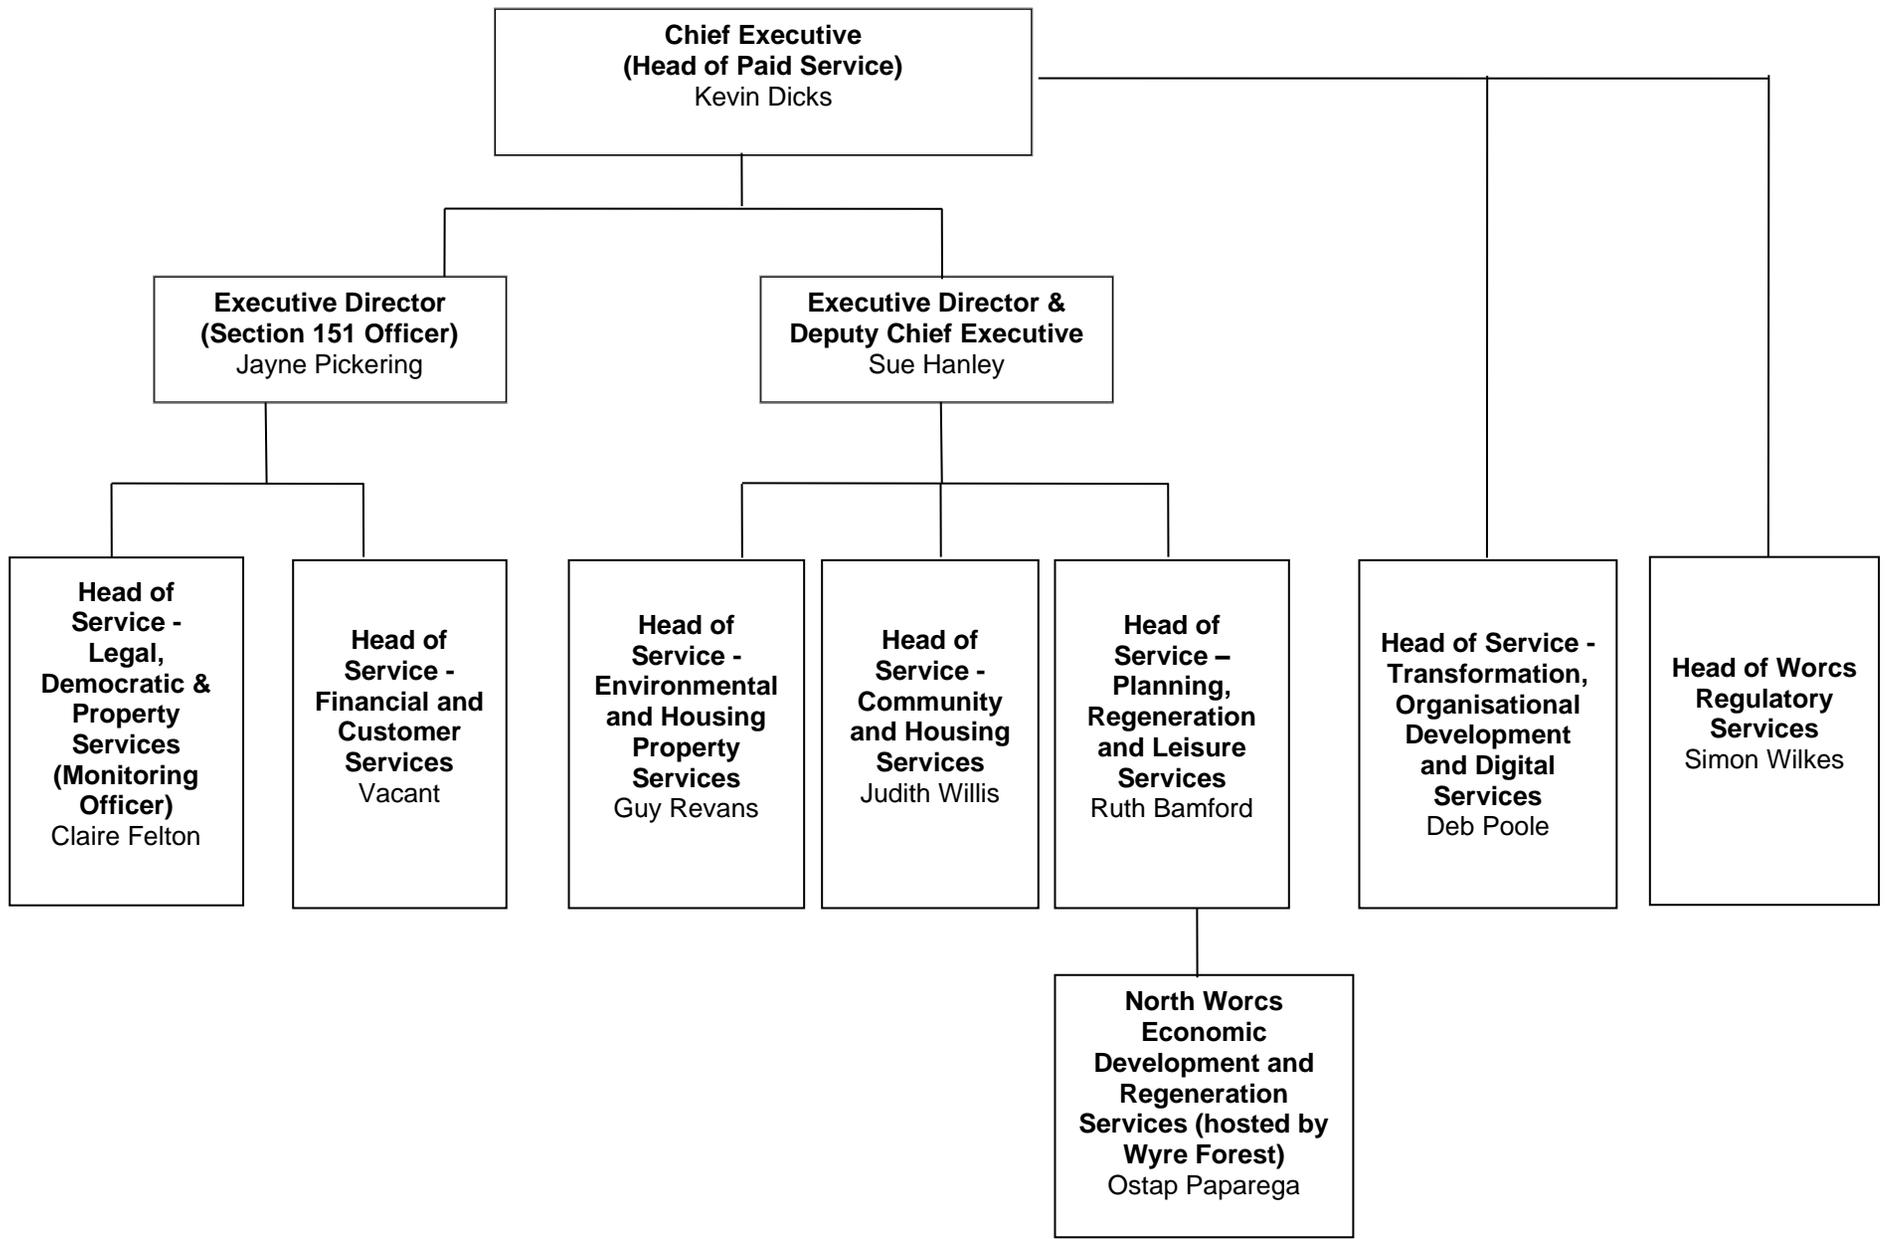 Chief Executive
(Head of Paid Service)
Kevin Dicks
Executive Director
(Section 151 Officer)
Jayne Pickering
Executive Director &
Deputy Chief Executive
Sue Hanley
Head of
Service -
Legal,
Democratic &
Property
Services
(Monitoring
Officer)
Claire Felton
Head of
Service -
Financial and
Customer
Services
Vacant
Head of
Service -
Environmental
and Housing
Property
Services
Guy Revans
Head of
Service -
Community
and Housing
Services
Judith Willis
Head of
Service –
Planning,
Regeneration
and Leisure
Services
Ruth Bamford
Head of Service -
Transformation,
Organisational
Development
and Digital
Services
Deb Poole
Head of Worcs
Regulatory
Services
Simon Wilkes
North Worcs
Economic
Development and
Regeneration
Services (hosted by
Wyre Forest)
Ostap Paparega